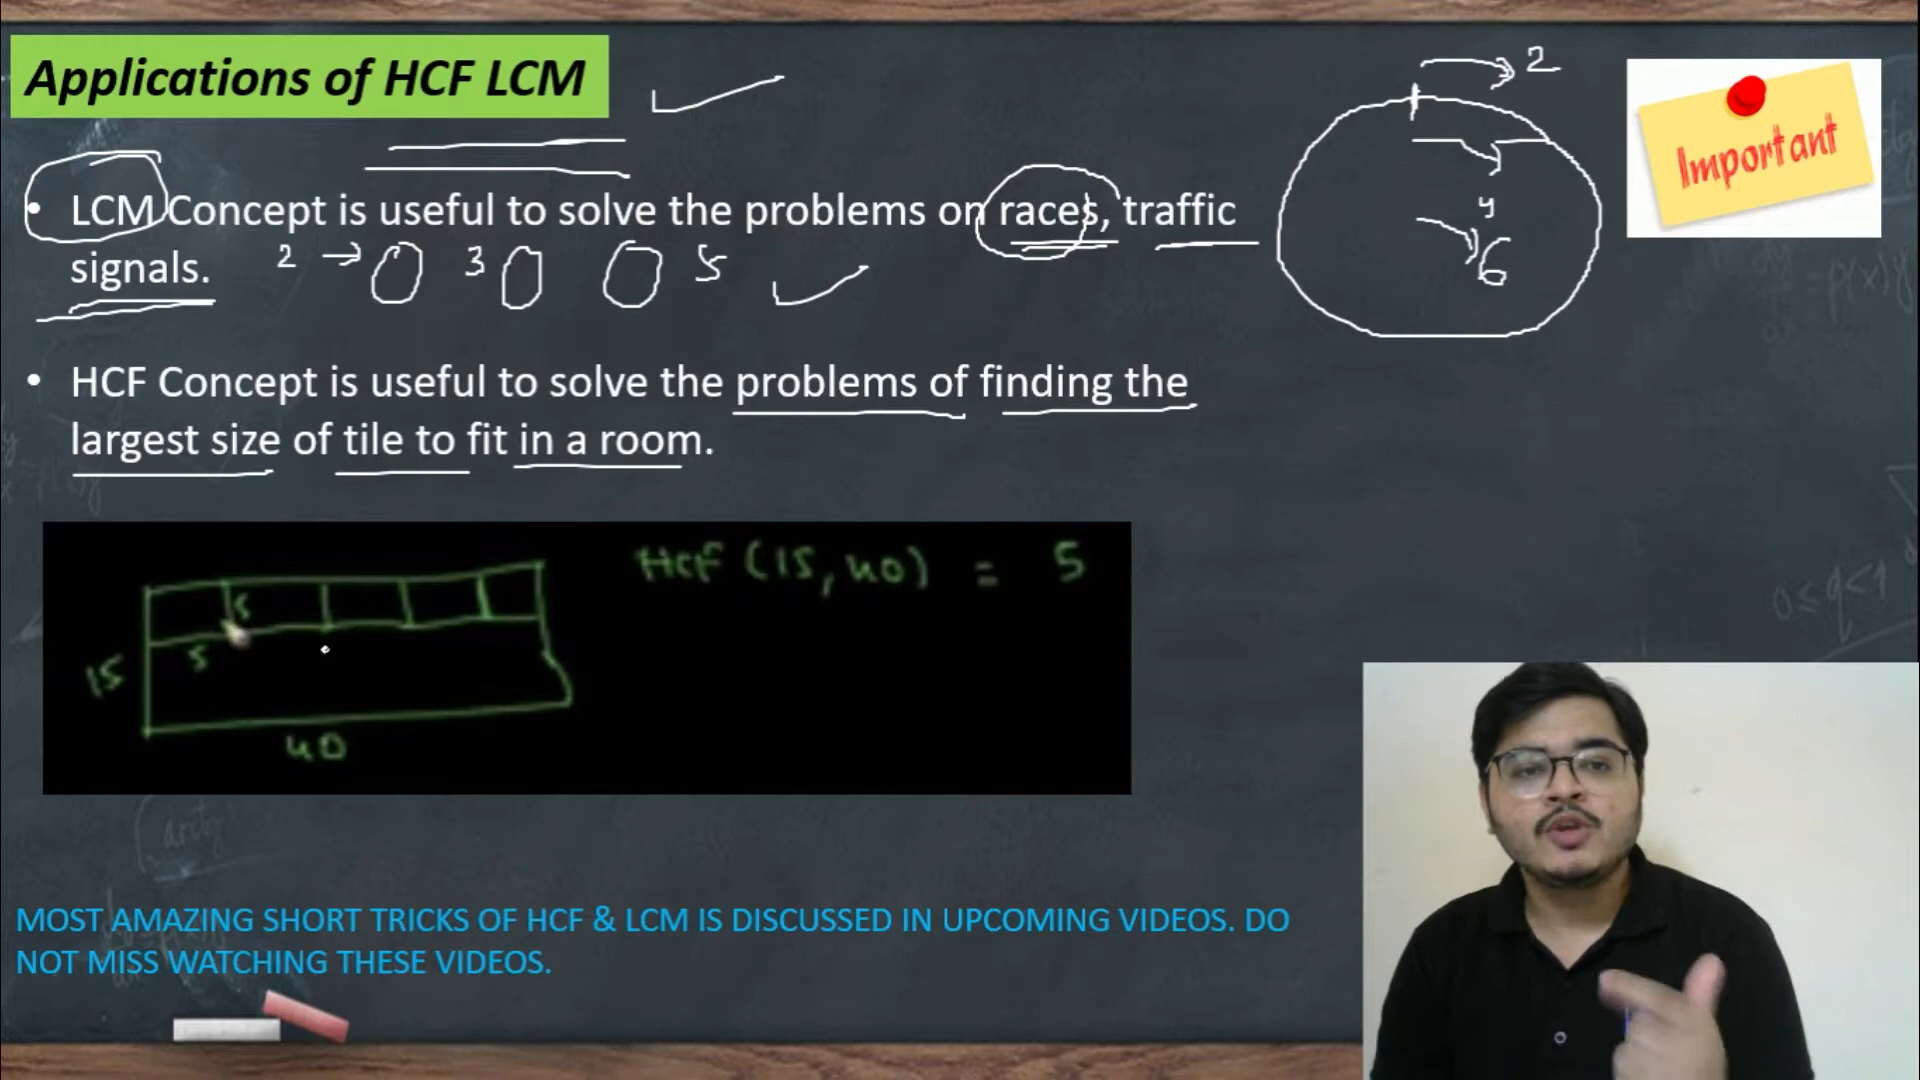 Applications of HCF LCM
2
Important
• LCM Concept is useful to solve the problems on races, traffic
signals.
2 → 3 5
4
6
• HCF Concept is useful to solve the problems of finding the
largest size of tile to fit in a room.
HCF (15, 40) = 5
5
5
15
40
0 ≤ q < 1
= p(x)y
MOST AMAZING SHORT TRICKS OF HCF & LCM IS DISCUSSED IN UPCOMING VIDEOS. DO
NOT MISS WATCHING THESE VIDEOS.